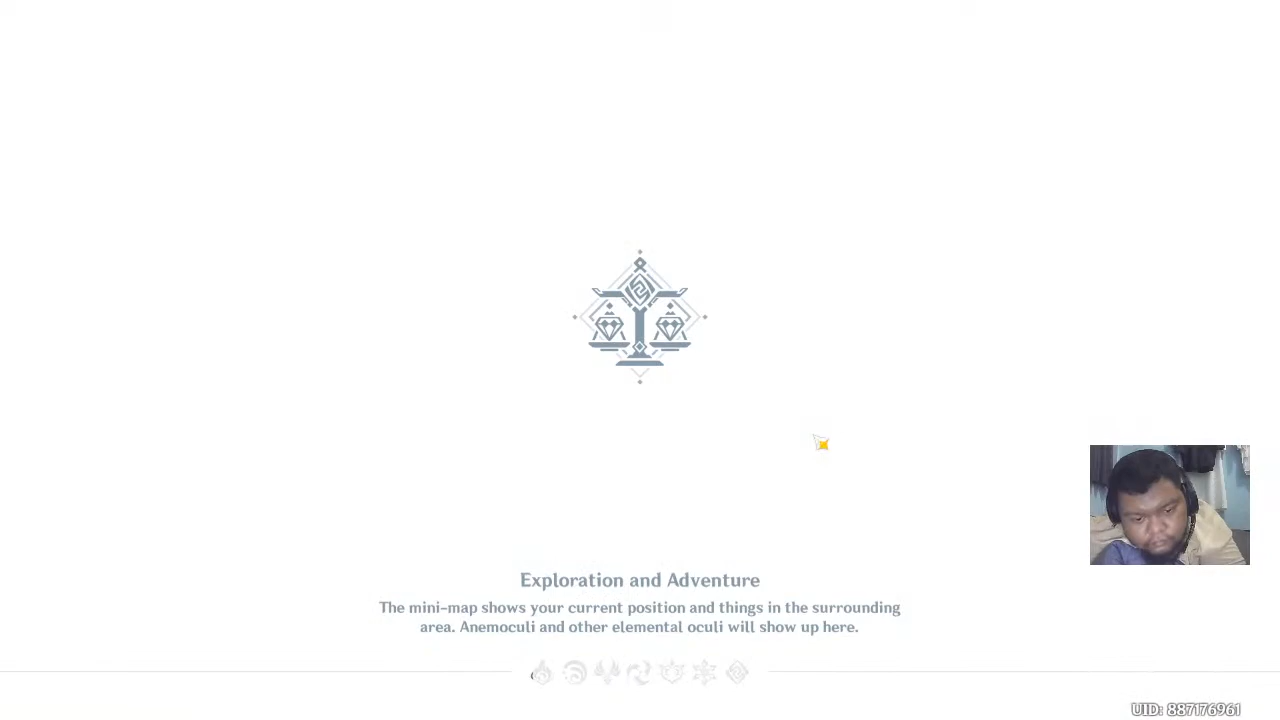 Exploration and Adventure
The mini-map shows your current position and things in the surrounding
area. Anemoculi and other elemental oculi will show up here.
UID: 887176961